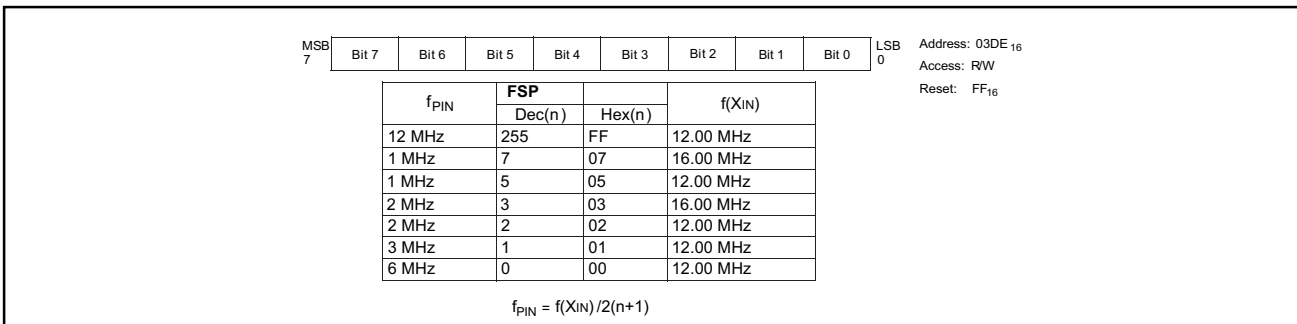 MSB 7 Bit 7 Bit 6 Bit 5 Bit 4 Bit 3 Bit 2 Bit 1 Bit 0 LSB 0
Address: 03DE16
Access: R/W
Reset: FF16
fPIN FSP f(XIN)
Dec(n) Hex(n)
12 MHz 255 FF 12.00 MHz
1 MHz 7 07 16.00 MHz
1 MHz 5 05 12.00 MHz
2 MHz 3 03 16.00 MHz
2 MHz 2 02 12.00 MHz
3 MHz 1 01 12.00 MHz
6 MHz 0 00 12.00 MHz
fPIN = f(XIN)/2(n+1)